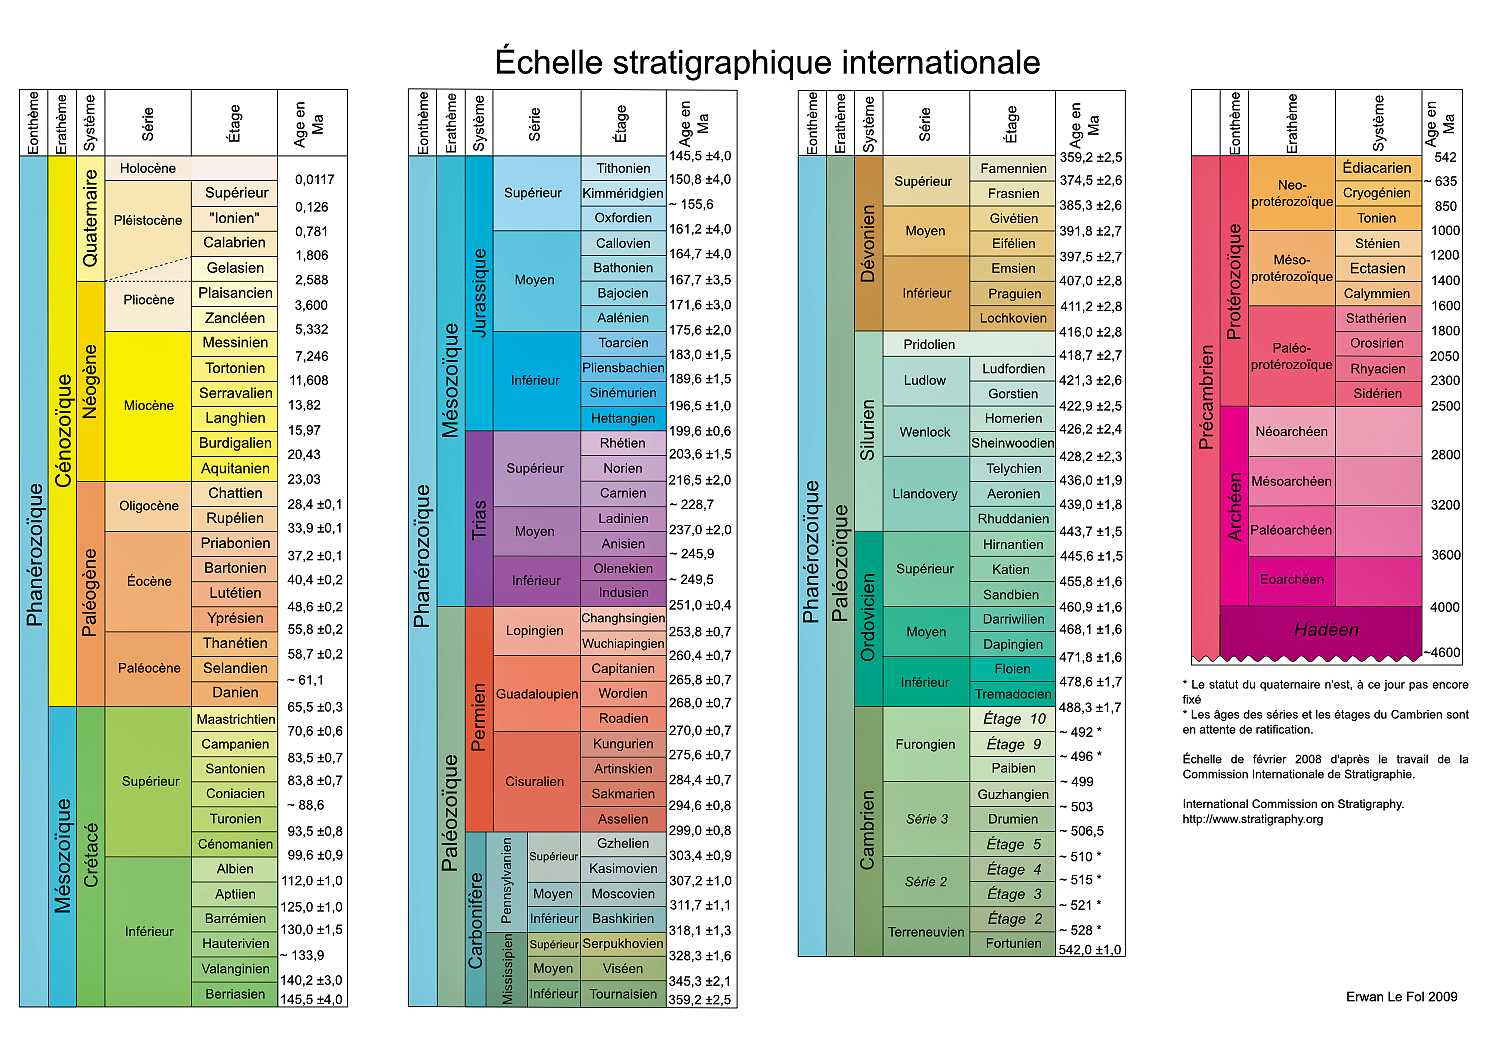 Échelle stratigraphique internationale
Eonthème
Erathème
Système
Série
Étage
Age en
Ma
Phanérozoïque
Cénozoïque
Mésozoïque
Quaternaire
Néogène
Paléogène
Crétacé
Holocène
Pléistocène
Pliocène
Miocène
Oligocène
Éocène
Paléocène
Supérieur
Inférieur
Supérieur
"Ionien"
Calabrien
Gelasien
Plaisancien
Zancléen
Messinien
Tortonien
Serravalien
Langhien
Burdigalien
Aquitanien
Chattien
Rupélien
Priabonien
Bartonien
Lutétien
Yprésien
Thanétien
Selandien
Danien
Maastrichtien
Campanien
Santonien
Coniacien
Turonien
Cénomanien
Albien
Aptiien
Barrémien
Hauterivien
Valanginien
Berriasien
0,0117
0,126
0,781
1,806
2,588
3,600
5,332
7,246
11,608
13,82
15,97
20,43
23,03
28,4 ±0,1
33,9 ±0,1
37,2 ±0,1
40,4 ±0,2
48,6 ±0,2
55,8 ±0,2
58,7 ±0,2
~ 61,1
65,5 ±0,3
70,6 ±0,6
83,5 ±0,7
83,8 ±0,7
~ 88,6
93,5 ±0,8
99,6 ±0,9
112,0 ±1,0
125,0 ±1,0
130,0 ±1,5
~ 133,9
140,2 ±3,0
145,5 ±4,0
Eonthème
Erathème
Système
Série
Étage
Age en
Ma
Phanérozoïque
Mésozoïque
Paléozoïque
Jurassique
Trias
Permien
Carbonifère
Pennsylvanien
Mississipien
Supérieur
Moyen
Inférieur
Supérieur
Moyen
Inférieur
Lopingien
Guadaloupien
Cisuralien
Supérieur
Moyen
Inférieur
Supérieur
Moyen
Inférieur
Tithonien
Kimméridgien
Oxfordien
Callovien
Bathonien
Bajocien
Aalénien
Toarcien
Pliensbachien
Sinémurien
Hettangien
Rhétien
Norien
Carnien
Ladinien
Anisien
Olenekien
Indusien
Changhsingien
Wuchiapingien
Capitanien
Wordien
Roadien
Kungurien
Artinskien
Sakmarien
Asselien
Gzhelien
Kasimovien
Moscovien
Bashkirien
Serpukhovien
Viséen
Tournaisien
145,5 ±4,0
150,8 ±4,0
~ 155,6
161,2 ±4,0
164,7 ±4,0
167,7 ±3,5
171,6 ±3,0
175,6 ±2,0
183,0 ±1,5
189,6 ±1,5
196,5 ±1,0
199,6 ±0,6
203,6 ±1,5
216,5 ±2,0
~ 228,7
237,0 ±2,0
~ 245,9
~ 249,5
251,0 ±0,4
253,8 ±0,7
260,4 ±0,7
265,8 ±0,7
268,0 ±0,7
270,0 ±0,7
275,6 ±0,7
284,4 ±0,7
294,6 ±0,8
299,0 ±0,8
303,4 ±0,9
307,2 ±1,0
311,7 ±1,1
318,1 ±1,3
328,3 ±1,6
345,3 ±2,1
359,2 ±2,5
Eonthème
Erathème
Système
Série
Étage
Age en
Ma
Phanérozoïque
Paléozoïque
Dévonien
Silurien
Ordovicien
Cambrien
Supérieur
Moyen
Inférieur
Pridolien
Ludlow
Wenlock
Llandovery
Supérieur
Moyen
Inférieur
Furongien
Série 3
Série 2
Terreneuvien
Famennien
Frasnien
Givétien
Eifélien
Emsien
Praguien
Lochkovien
Ludfordien
Gorstien
Homerien
Sheinwoodien
Telychien
Aeronien
Rhuddanien
Hirnantien
Katien
Sandbien
Darriwilien
Dapingien
Floien
Tremadocien
Étage 10
Étage 9
Paibien
Guzhangien
Drumien
Étage 5
Étage 4
Étage 3
Étage 2
Fortunien
359,2 ±2,5
374,5 ±2,6
385,3 ±2,6
391,8 ±2,7
397,5 ±2,7
407,0 ±2,8
411,2 ±2,8
416,0 ±2,8
418,7 ±2,7
421,3 ±2,6
422,9 ±2,5
426,2 ±2,4
428,2 ±2,3
436,0 ±1,9
439,0 ±1,8
443,7 ±1,5
445,6 ±1,5
455,8 ±1,6
460,9 ±1,6
468,1 ±1,6
471,8 ±1,6
478,6 ±1,7
488,3 ±1,7
~ 492 *
~ 496 *
~ 499
~ 503
~ 506,5
~ 510 *
~ 515 *
~ 521 *
~ 528 *
542,0 ±1,0
Eonthème
Erathème
Système
Age en
Ma
Précambrien
Protérozoïque
Archéen
Neo-
protérozoïque
Méso-
protérozoïque
Paléo-
protérozoïque
Néoarchéen
Mésoarchéen
Paléoarchéen
Eoarchéen
Hadéen
Édiacarien
Cryogénien
Tonien
Sténien
Ectasien
Calymmien
Stathérien
Orosirien
Rhyacien
Sidérien
542
~ 635
850
1000
1200
1400
1600
1800
2050
2300
2500
2800
3200
3600
4000
~4600
* Le statut du quaternaire n'est, à ce jour pas encore
fixé
* Les âges des séries et les étages du Cambrien sont
en attente de ratification.
Échelle de février 2008 d'après le travail de la
Commission Internationale de Stratigraphie.
International Commission on Stratigraphy.
http://www.stratigraphy.org
Erwan Le Fol 2009